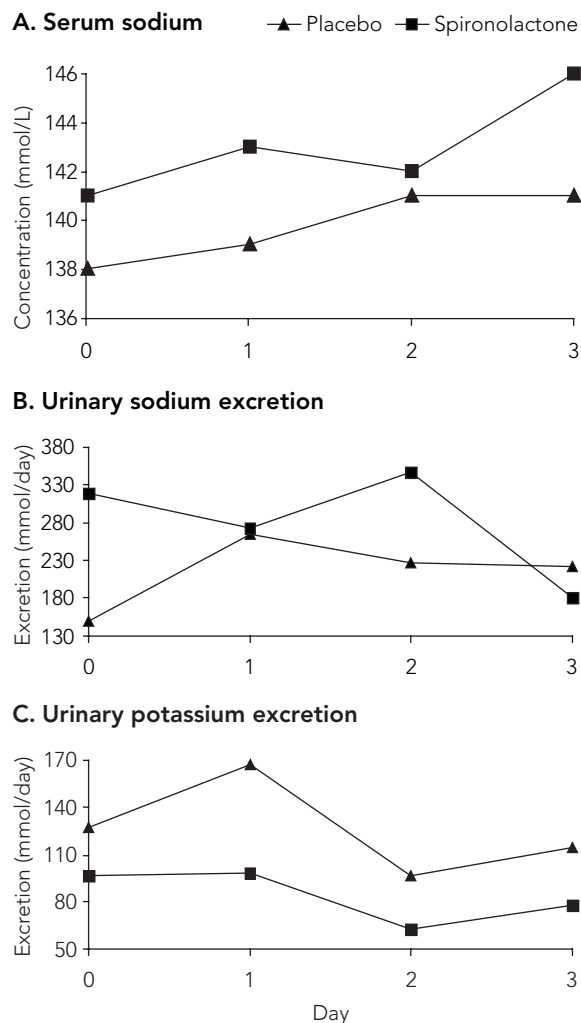 A. Serum sodium Placebo Spironolactone
Concentration (mmol/L)
146
144
142
140
138
136
0 1 2 3
B. Urinary sodium excretion
Excretion (mmol/day)
380
330
280
230
180
130
0 1 2 3
C. Urinary potassium excretion
Excretion (mmol/day)
170
140
110
80
50
0 1 2 3
Day